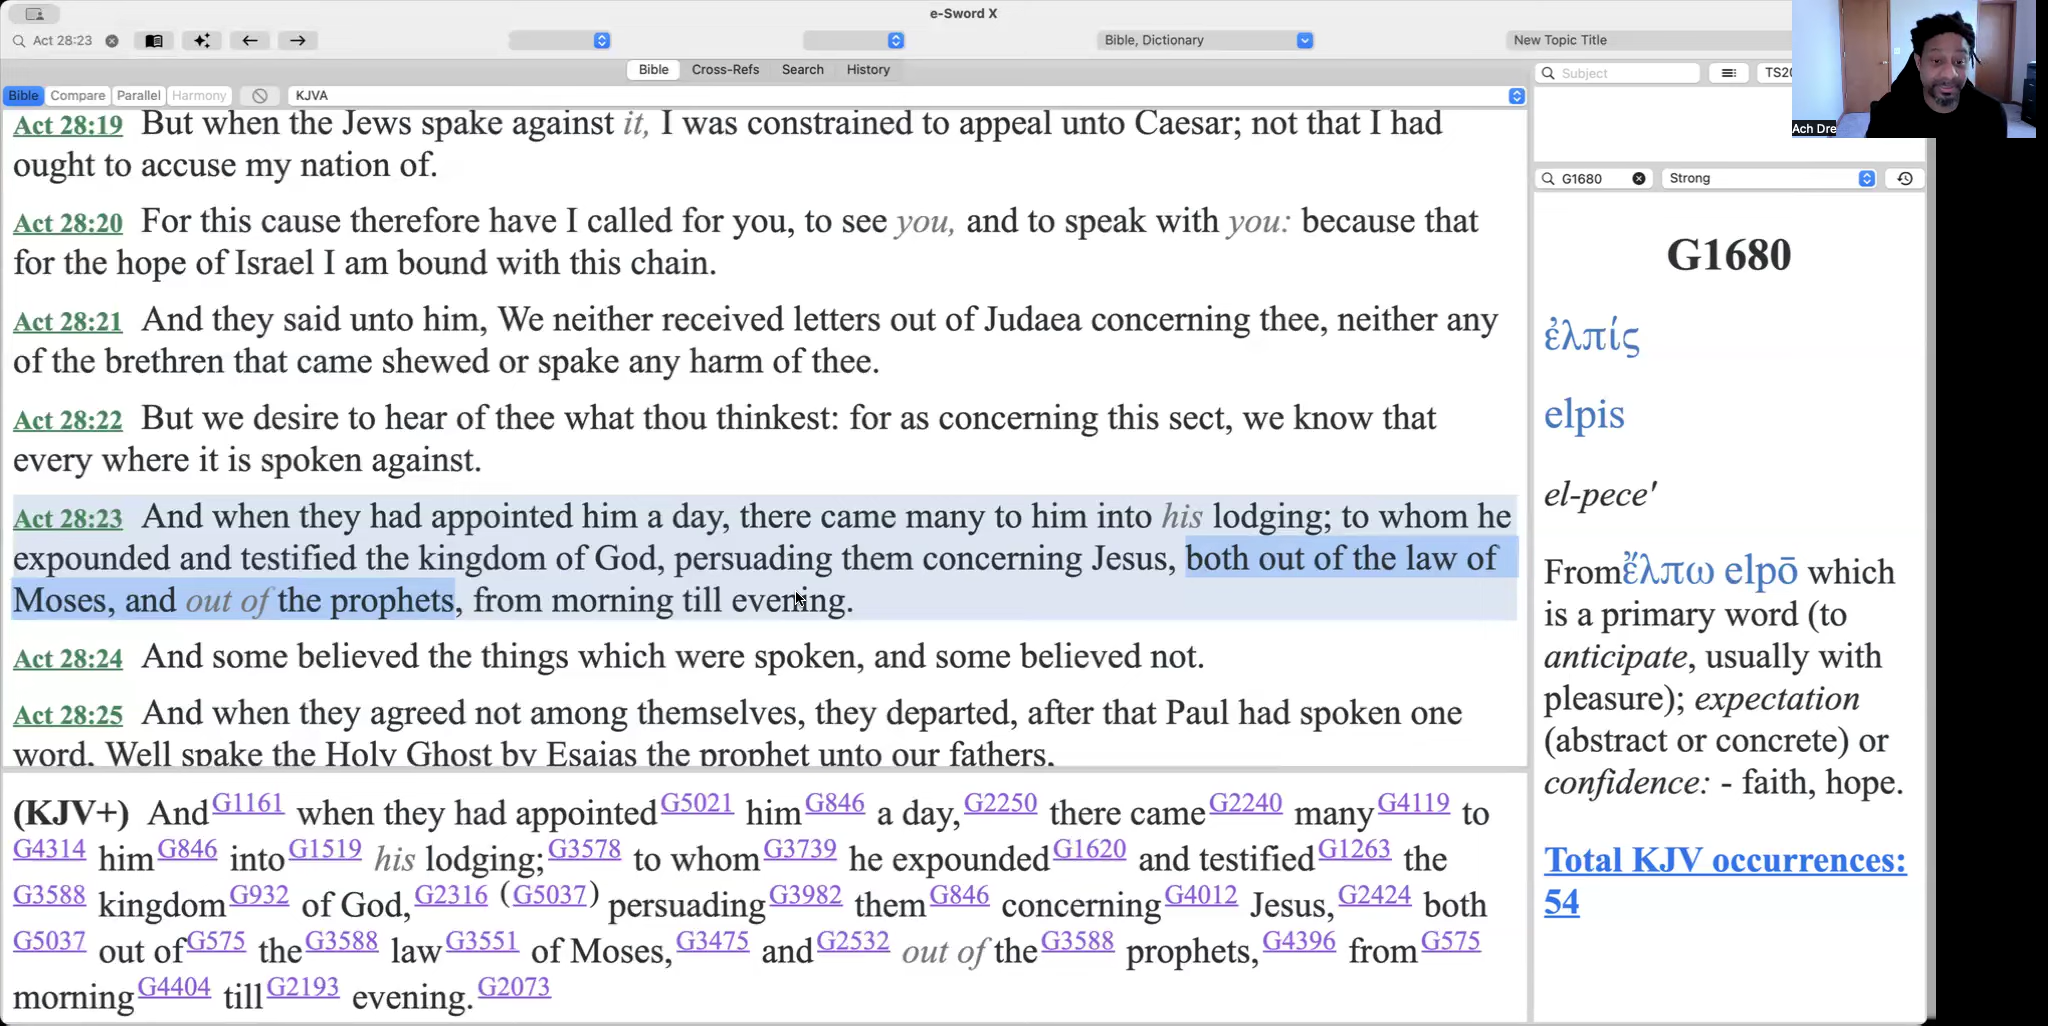 e-Sword X
Act 28:23
Bible, Dictionary
New Topic Title
Bible Cross-Refs Search History
Subject
TS20
Ach Dre
Bible Compare Parallel Harmony KJVA
Act 28:19 But when the Jews spake against it, I was constrained to appeal unto Caesar; not that I had
ought to accuse my nation of.
Act 28:20 For this cause therefore have I called for you, to see you, and to speak with you: because that
for the hope of Israel I am bound with this chain.
Act 28:21 And they said unto him, We neither received letters out of Judaea concerning thee, neither any
of the brethren that came shewed or spake any harm of thee.
Act 28:22 But we desire to hear of thee what thou thinkest: for as concerning this sect, we know that
every where it is spoken against.
Act 28:23 And when they had appointed him a day, there came many to him into his lodging; to whom he
expounded and testified the kingdom of God, persuading them concerning Jesus, both out of the law of
Moses, and out of the prophets, from morning till evening.
Act 28:24 And some believed the things which were spoken, and some believed not.
Act 28:25 And when they agreed not among themselves, they departed, after that Paul had spoken one
word, Well spake the Holy Ghost by Esaias the prophet unto our fathers,
(KJV+) And G1161 when they had appointed G5021 him G846 a day, G2250 there came G2240 many G4119 to
G4314 him G846 into G1519 his lodging; G3578 to whom G3739 he expounded G1620 and testified G1263 the
G3588 kingdom G932 of God, G2316 (G5037) persuading G3982 them G846 concerning G4012 Jesus, G2424 both
G5037 out of G575 the G3588 law G3551 of Moses, G3475 and G2532 out of the G3588 prophets, G4396 from G575
morning G4404 till G2193 evening. G2073
G1680 Strong
G1680
ἐλπίς
elpis
el-pece'
From ἔλπω elpō which
is a primary word (to
anticipate, usually with
pleasure); expectation
(abstract or concrete) or
confidence: - faith, hope.
Total KJV occurrences:
54